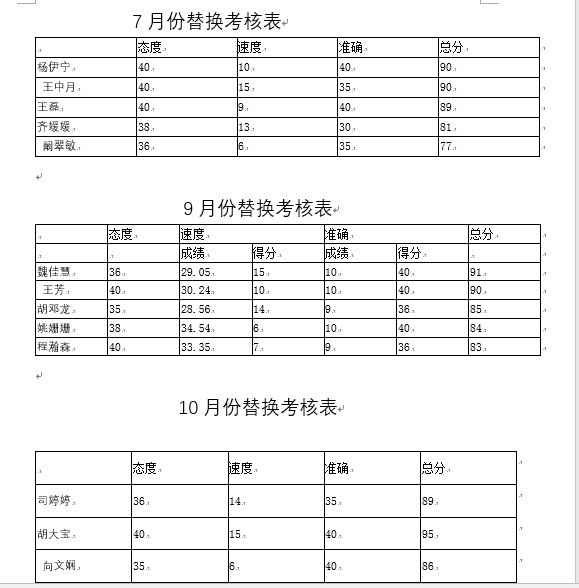 7 月份替换考核表
态度 速度 准确 总分
杨伊宁 40 10 40 90
王中月 40 15 35 90
王磊 40 9 40 89
齐媛媛 38 13 30 81
阚翠敏 36 6 35 77
9 月份替换考核表
态度 速度 准确 总分
成绩 得分 成绩 得分
魏佳慧 36 29.05 15 10 40 91
王芳 40 30.24 10 10 40 90
胡邓龙 35 28.56 14 9 36 85
姚姗姗 38 34.54 6 10 40 84
程瀚森 40 33.35 7 9 36 83
10 月份替换考核表
态度 速度 准确 总分
司婷婷 36 14 35 89
胡大宝 40 15 40 95
向文娴 35 6 40 86